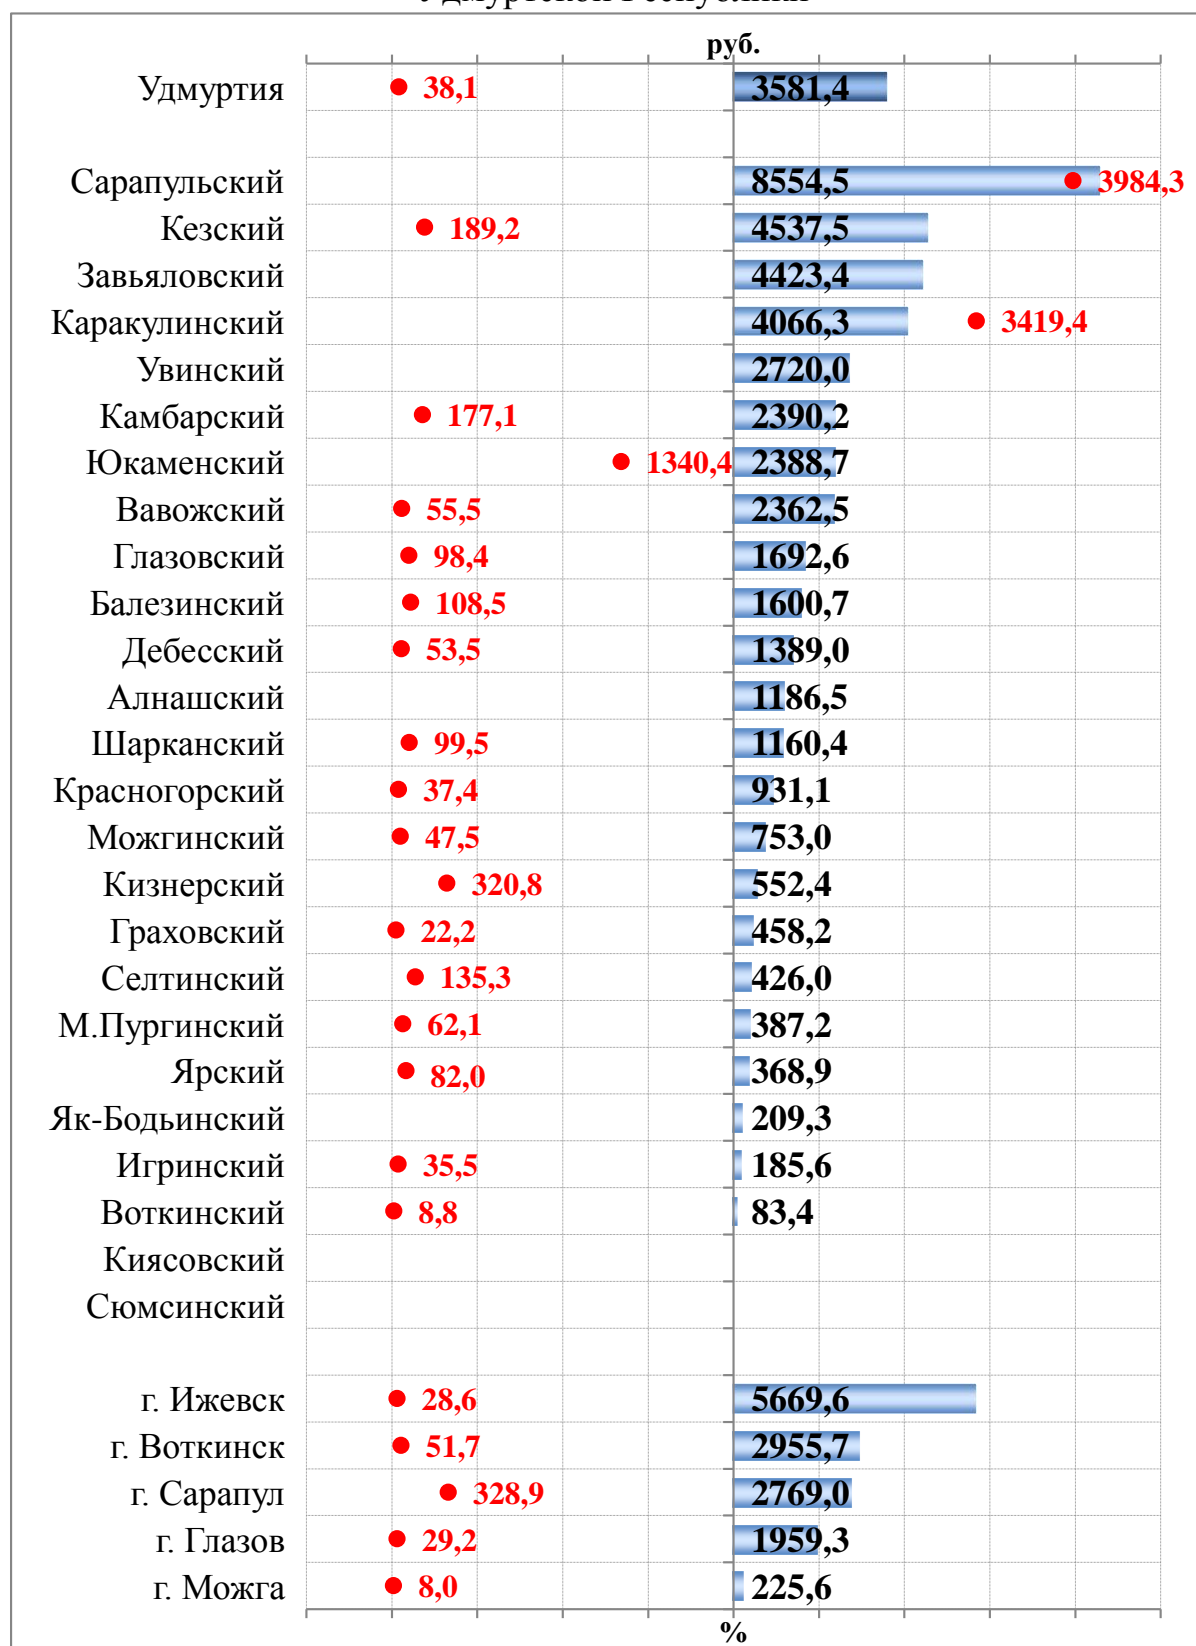 Удмуртской Республики
руб.
Удмуртия 38,1 3581,4
Сарапульский 8554,5 3984,3
Кезский 189,2 4537,5
Завьяловский 4423,4
Каракулинский 4066,3 3419,4
Увинский 2720,0
Камбарский 177,1 2390,2
Юкаменский 1340,4 2388,7
Вавожский 55,5 2362,5
Глазовский 98,4 1692,6
Балезинский 108,5 1600,7
Дебесский 53,5 1389,0
Алнашский 1186,5
Шарканский 99,5 1160,4
Красногорский 37,4 931,1
Можгинский 47,5 753,0
Кизнерский 320,8 552,4
Граховский 22,2 458,2
Селтинский 135,3 426,0
М.Пургинский 62,1 387,2
Ярский 82,0 368,9
Як-Бодьинский 209,3
Игринский 35,5 185,6
Воткинский 8,8 83,4
Киясовский
Сюмсинский
г. Ижевск 28,6 5669,6
г. Воткинск 51,7 2955,7
г. Сарапул 328,9 2769,0
г. Глазов 29,2 1959,3
г. Можга 8,0 225,6
%